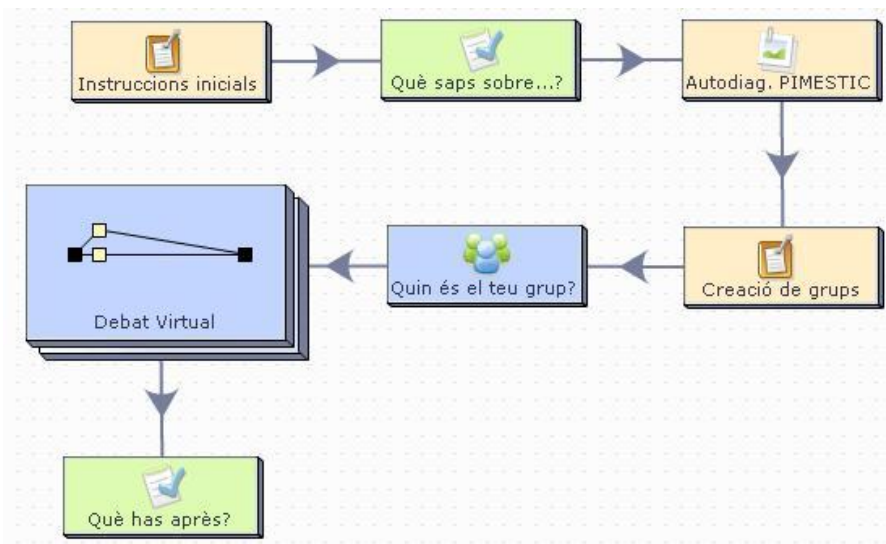 Instruccions inicials
Què saps sobre...?
Autodiag. PIMESTIC
Creació de grups
Quin és el teu grup?
Debat Virtual
Què has après?